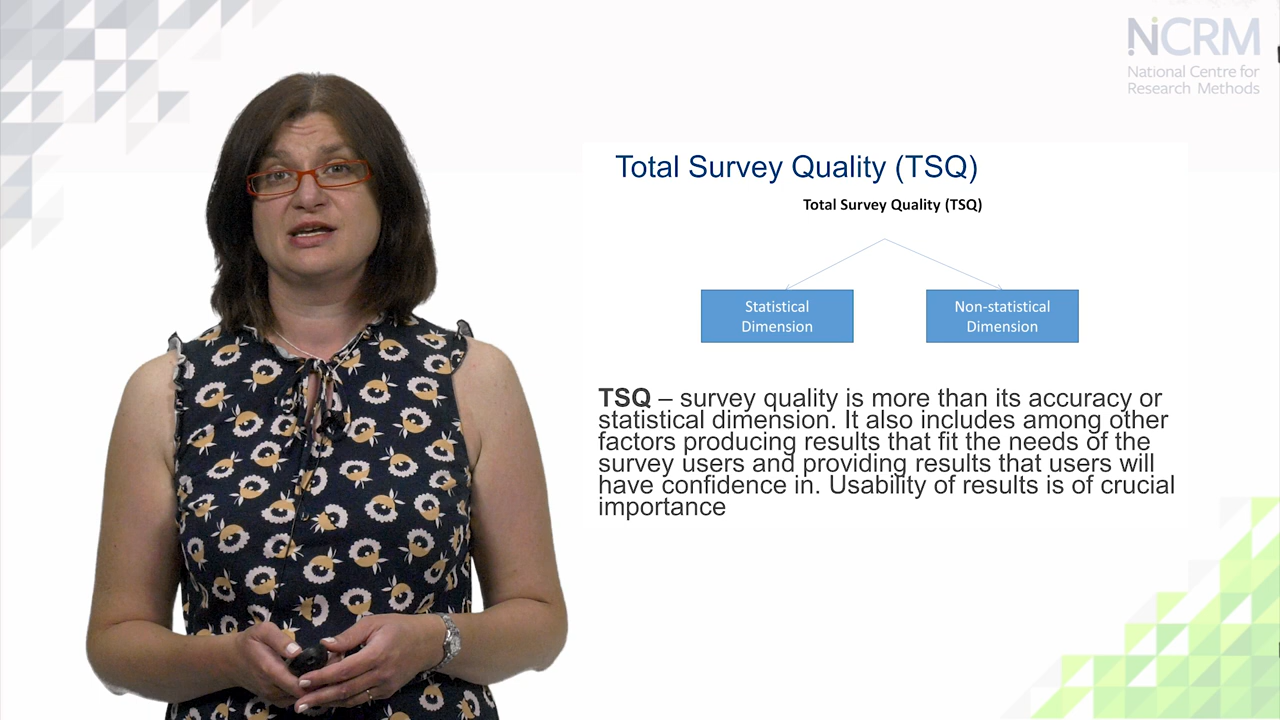 NCRM
National Centre for
Research Methods
Total Survey Quality (TSQ)
Total Survey Quality (TSQ)
Statistical
Dimension
Non-statistical
Dimension
TSQ – survey quality is more than its accuracy or
statistical dimension. It also includes among other
factors producing results that fit the needs of the
survey users and providing results that users will
have confidence in. Usability of results is of crucial
importance